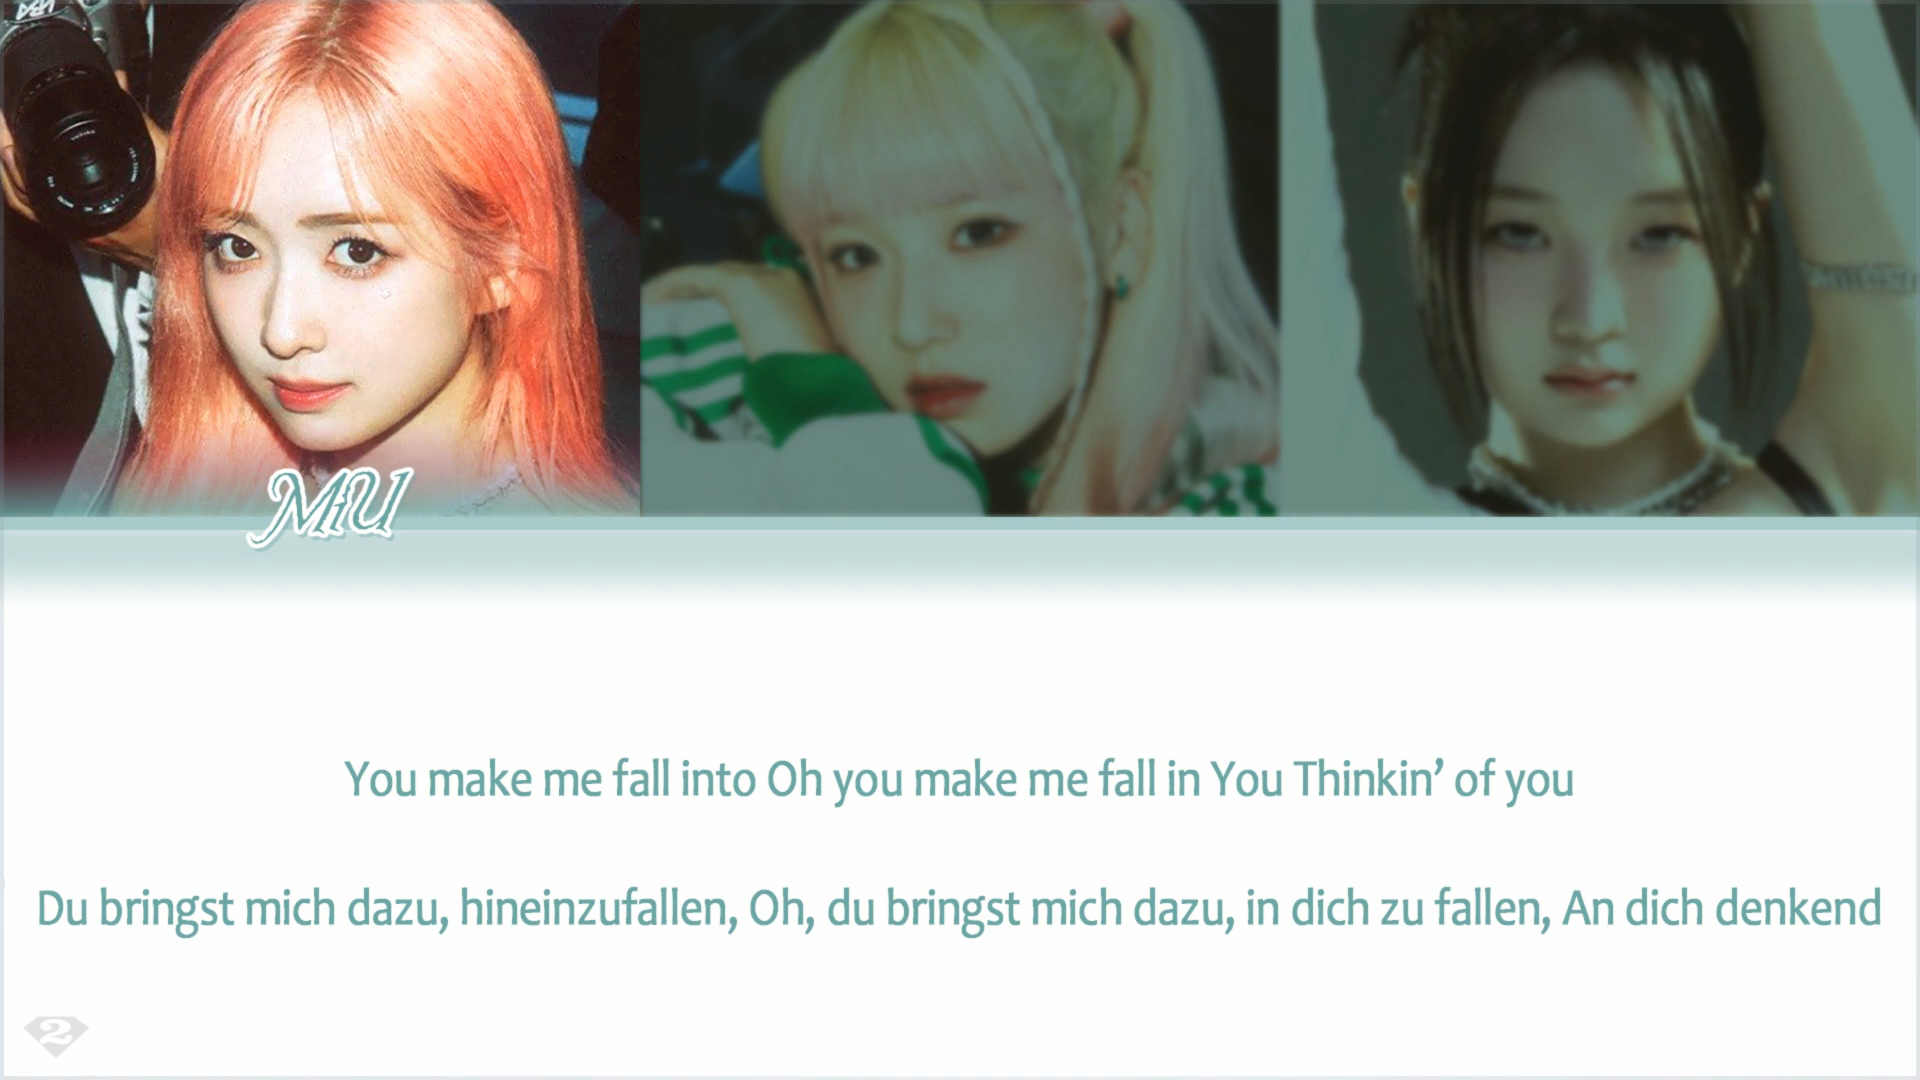 MiU
You make me fall into Oh you make me fall in You Thinkin’ of you
Du bringst mich dazu, hineinzufallen, Oh, du bringst mich dazu, in dich zu fallen, An dich denkend
2